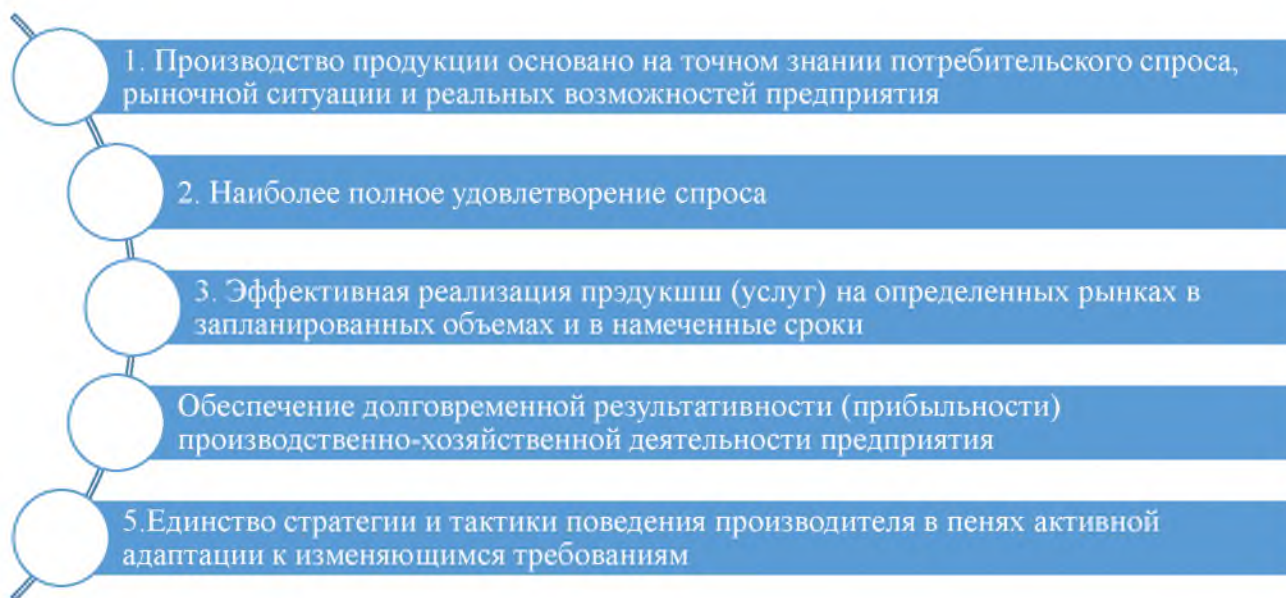 1. Производство продукции основано на точном знании потребительского спроса,
рыночной ситуации и реальных возможностей предприятия
2. Наиболее полное удовлетворение спроса
3. Эффективная реализация прэдукшш (услуг) на определенных рынках в
запланированных объемах и в намеченные сроки
Обеспечение долговременной результативности (прибыльности)
производственно-хозяйственной деятельности предприятия
5.Единство стратегии и тактики поведения производителя в пенях активной
адаптации к изменяющимся требованиям